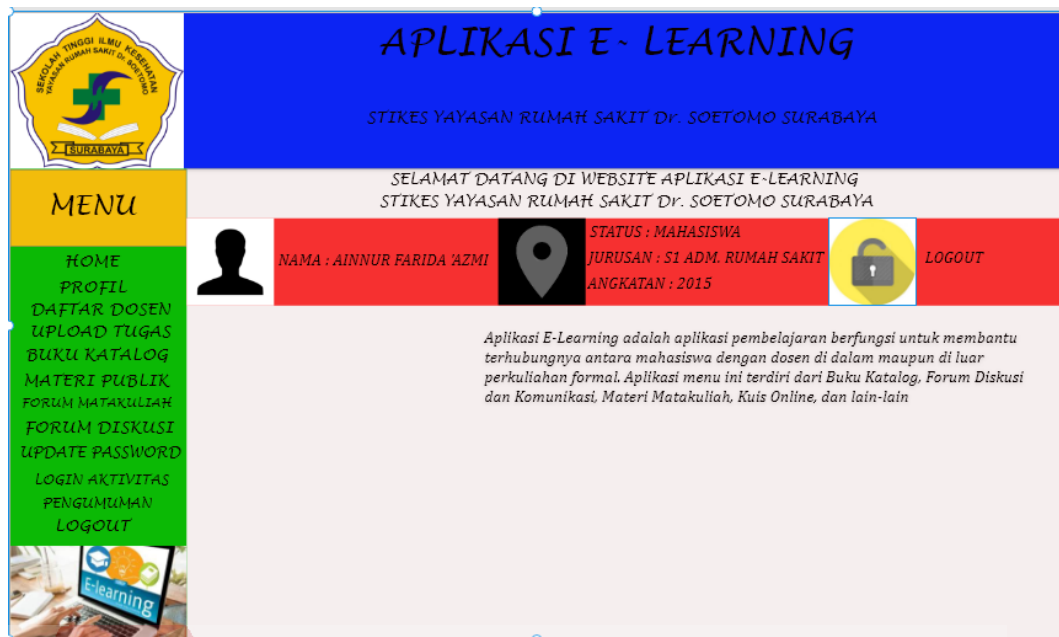 APLIKASI E- LEARNING
STIKES YAYASAN RUMAH SAKIT Dr. SOETOMO SURABAYA
SEKOLAH TINGGI ILMU KESEHATAN
YAYASAN RUMAH SAKIT Dr. SOETOMO
SURABAYA
SELAMAT DATANG DI WEBSITE APLIKASI E-LEARNING
STIKES YAYASAN RUMAH SAKIT Dr. SOETOMO SURABAYA
MENU
NAMA : AINNUR FARIDA 'AZMI
STATUS : MAHASISWA
JURUSAN : S1 ADM. RUMAH SAKIT
ANGKATAN : 2015
LOGOUT
HOME
PROFIL
DAFTAR DOSEN
UPLOAD TUGAS
BUKU KATALOG
MATERI PUBLIK
FORUM MATAKULIAH
FORUM DISKUSI
UPDATE PASSWORD
LOGIN AKTIVITAS
PENGUMUMAN
LOGOUT
Aplikasi E-Learning adalah aplikasi pembelajaran berfungsi untuk membantu
terhubungnya antara mahasiswa dengan dosen di dalam maupun di luar
perkuliahan formal. Aplikasi menu ini terdiri dari Buku Katalog, Forum Diskusi
dan Komunikasi, Materi Matakuliah, Kuis Online, dan lain-lain
E-learning